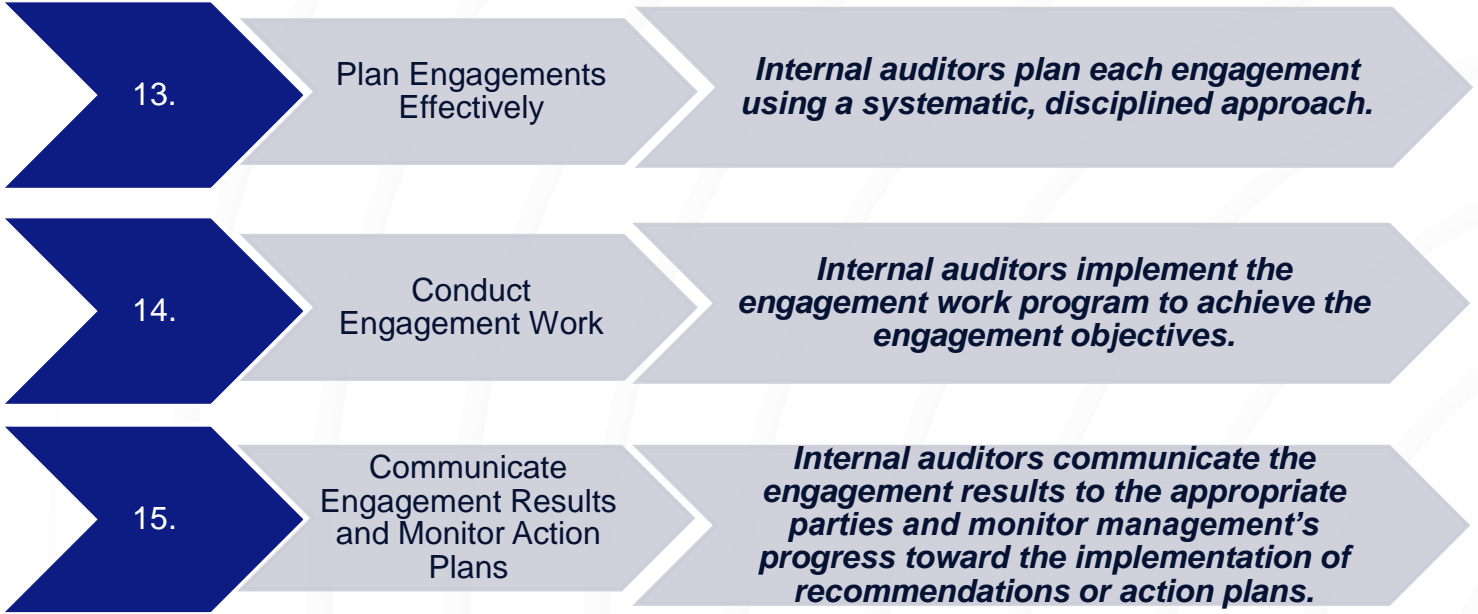 13.
Plan Engagements
Effectively
Internal auditors plan each engagement
using a systematic, disciplined approach.
14.
Conduct
Engagement Work
Internal auditors implement the
engagement work program to achieve the
engagement objectives.
15.
Communicate
Engagement Results
and Monitor Action
Plans
Internal auditors communicate the
engagement results to the appropriate
parties and monitor management’s
progress toward the implementation of
recommendations or action plans.